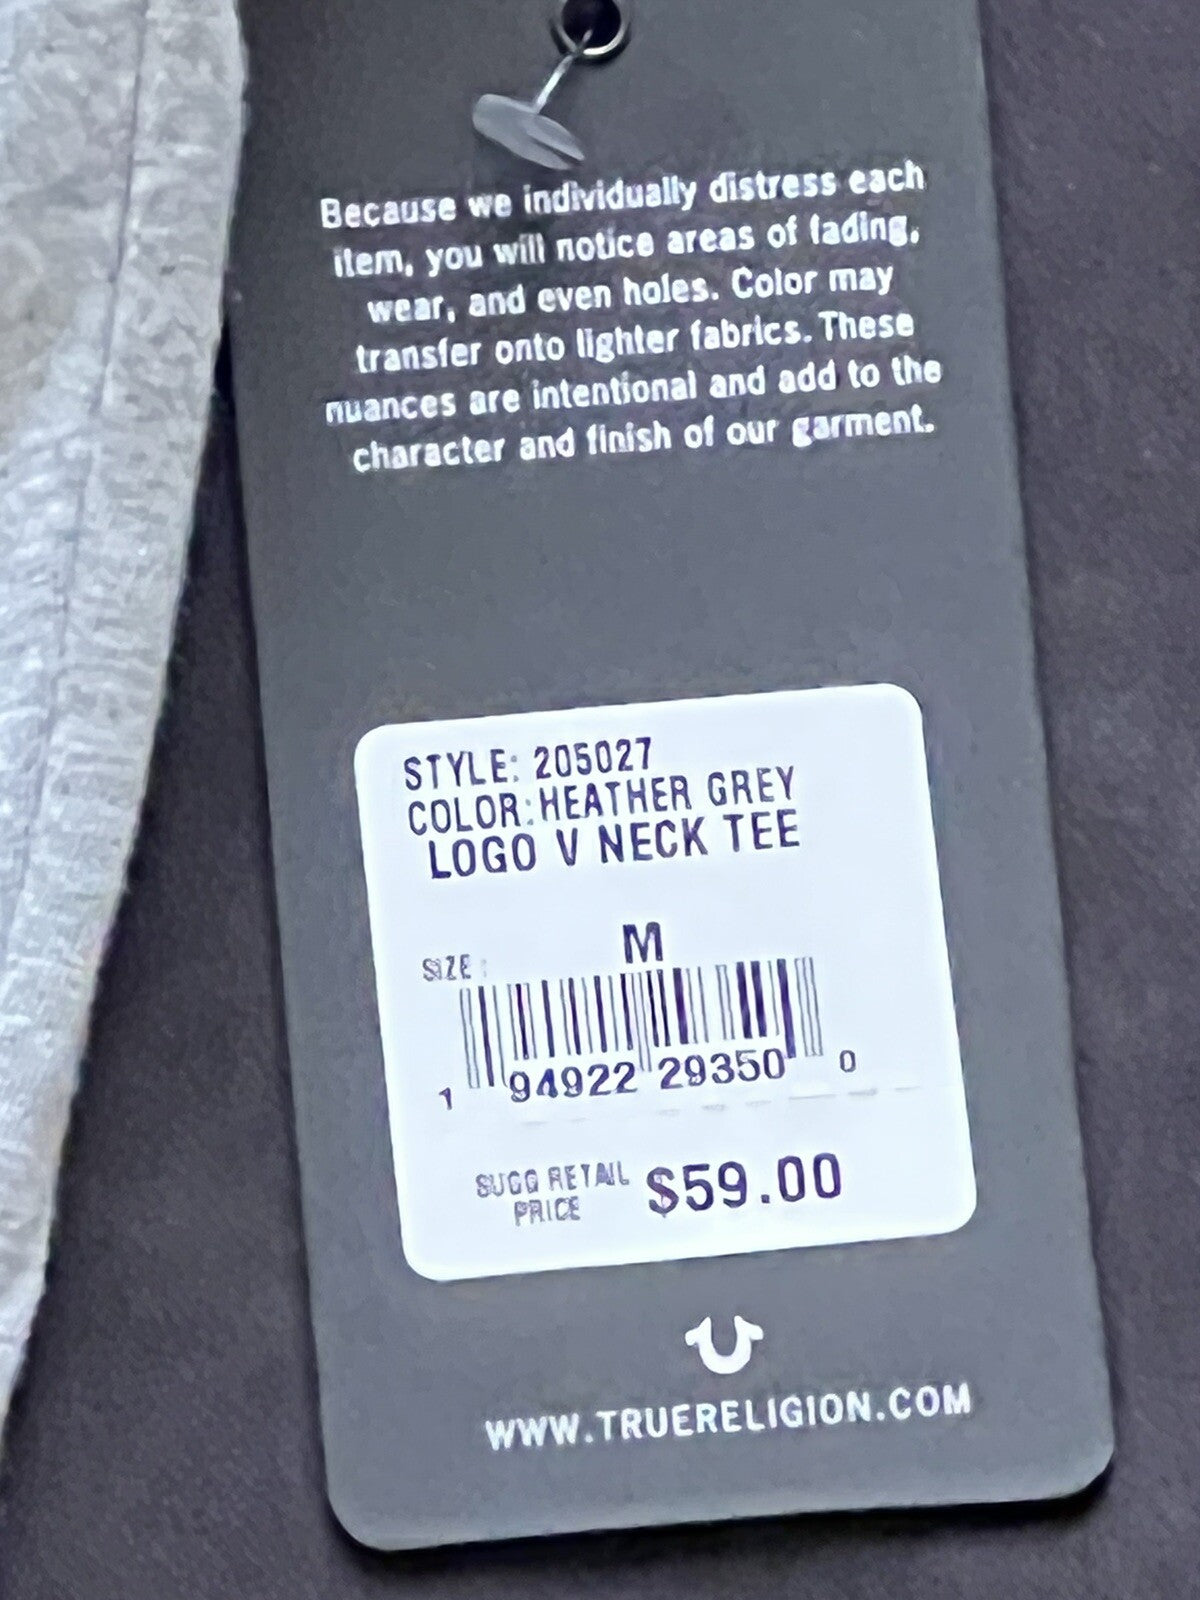 Because we individually distress each
item, you will notice areas of fading,
wear, and even holes. Color may
transfer onto lighter fabrics. These
nuances are intentional and add to the
character and finish of our garment.
STYLE: 205027
COLOR:HEATHER GREY
LOGO V NECK TEE
SIZE: M
1 94922 29350 0
SUGG RETAIL PRICE $59.00
WWW.TRUERELIGION.COM